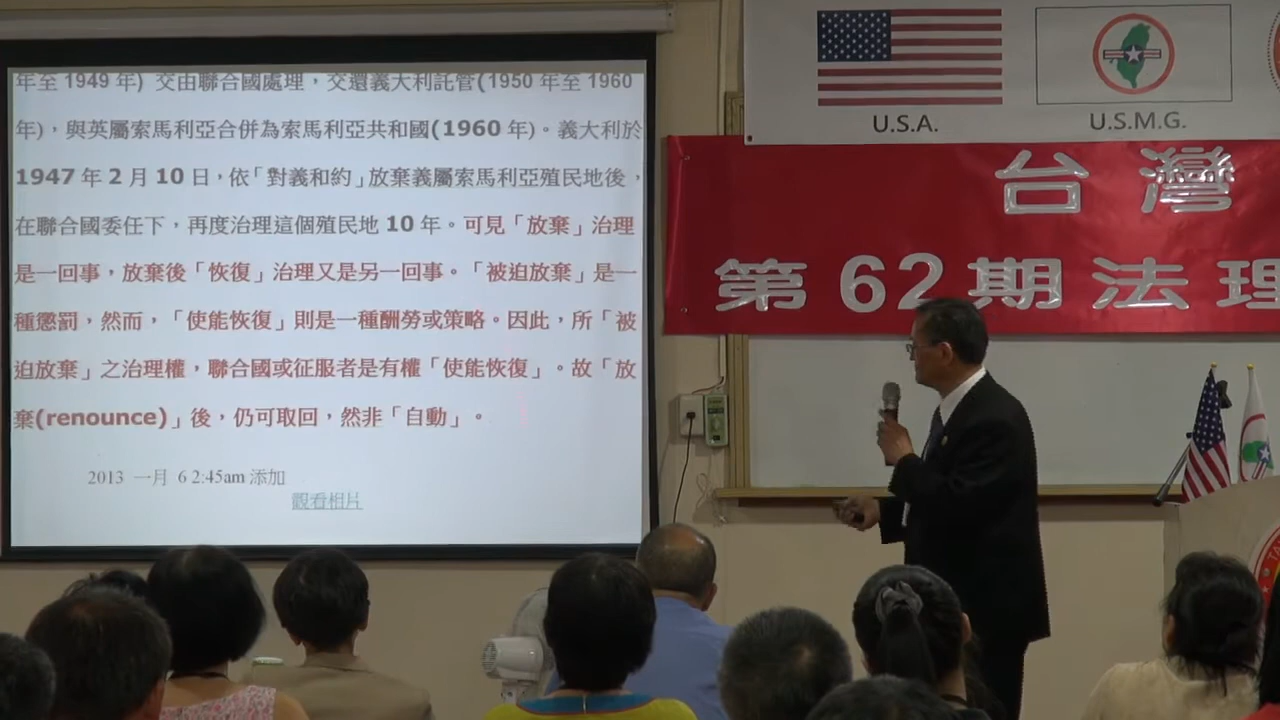 年至 1949 年) 交由聯合國處理，交還義大利託管(1950 年至 1960
年)，與英屬索馬利亞合併為索馬利亞共和國(1960 年)。義大利於
1947 年 2 月 10 日，依「對義和約」放棄義屬索馬利亞殖民地後，
在聯合國委任下，再度治理這個殖民地 10 年。可見「放棄」治理
是一回事，放棄後「恢復」治理又是另一回事。「被迫放棄」是一
種懲罰，然而，「使能恢復」則是一種酬勞或策略。因此，所「被
迫放棄」之治理權，聯合國或征服者是有權「使能恢復」。故「放
棄(renounce)」後，仍可取回，然非「自動」。
2013 一月 6 2:45am 添加
觀看相片
U.S.A.
U.S.M.G.
台灣
第62期法理